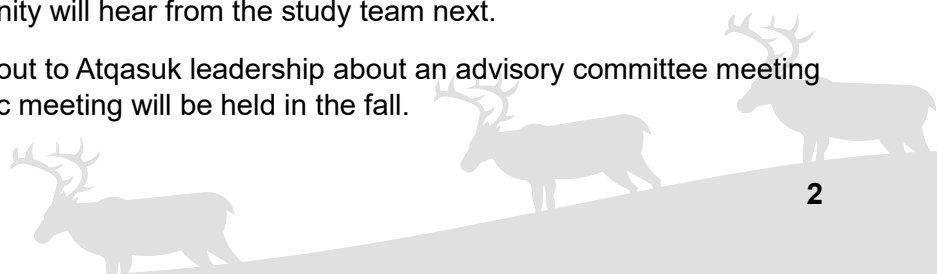 nity will hear from the study team next.
out to Atqasuk leadership about an advisory committee meeting
c meeting will be held in the fall.
2